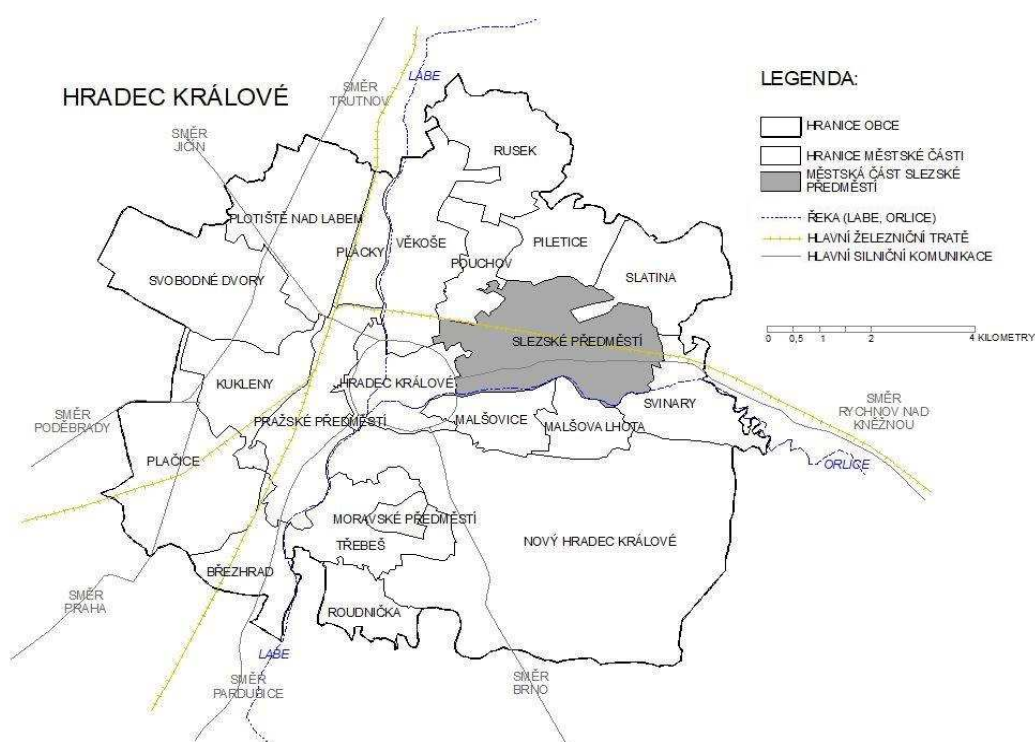 HRADEC KRÁLOVÉ
LABE
SMĚR
TRUTNOV
SMĚR
JIČÍN
RUSEK
PLOTIŠTĚ NAD LABEM
PLÁCKY
VĚKOŠE
POUCHOV
PILETICE
SLATINA
SVOBODNÉ DVORY
SLEZSKÉ PŘEDMĚSTÍ
KUKLENY
HRADEC KRÁLOVÉ
SVINARY
SMĚR
PODĚBRADY
PRAŽSKÉ PŘEDMĚSTÍ
MALŠOVICE
MALŠOVA LHOTA
SMĚR
RYCHNOV NAD
KNĚŽNOU
PLAČICE
ORLICE
MORAVSKÉ PŘEDMĚSTÍ
TŘEBEŠ
NOVÝ HRADEC KRÁLOVÉ
BŘEZHRAD
SMĚR
PRAHA
ROUDNIČKA
LABE
SMĚR
PARDUBICE
SMĚR
BRNO
LEGENDA:
HRANICE OBCE
HRANICE MĚSTSKÉ ČÁSTI
MĚSTSKÁ ČÁST SLEZSKÉ
PŘEDMĚSTÍ
ŘEKA (LABE, ORLICE)
HLAVNÍ ŽELEZNIČNÍ TRATĚ
HLAVNÍ SILNIČNÍ KOMUNIKACE
0 0,5 1 2 4 KILOMETRY